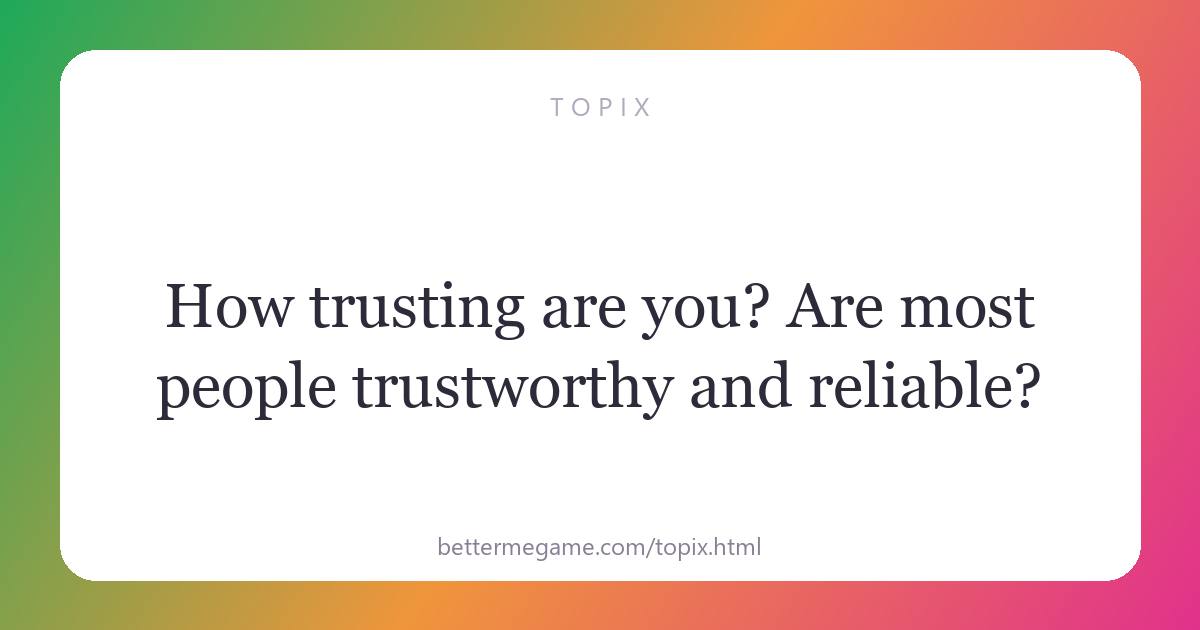 TOPIX
How trusting are you? Are most
people trustworthy and reliable?
bettermegame.com/topix.html